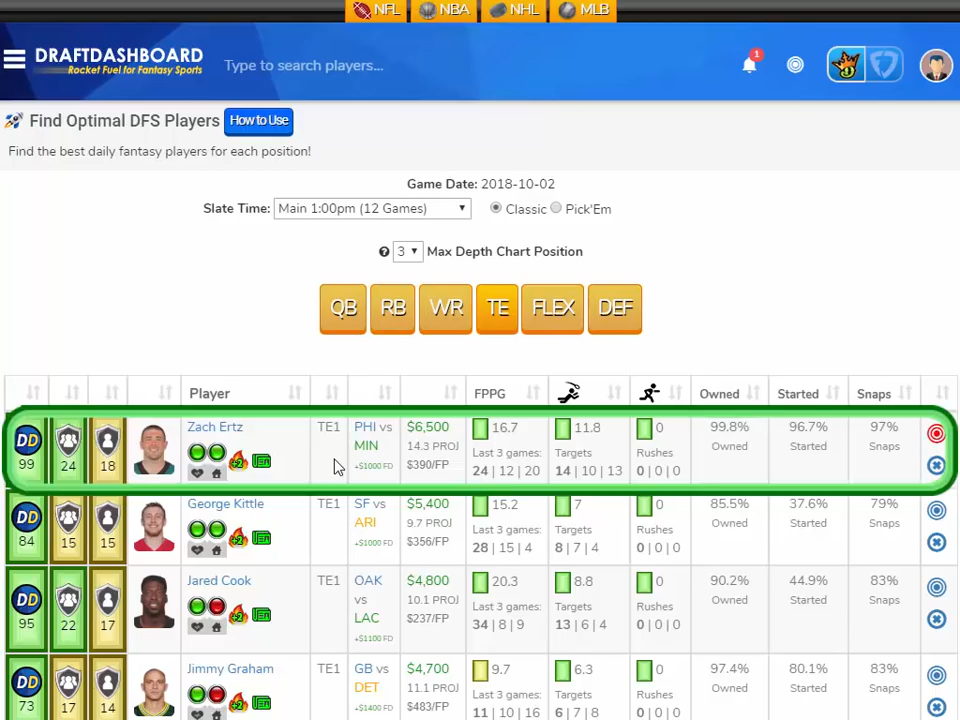 NFL NBA NHL MLB
DRAFTDASHBOARD
Rocket Fuel for Fantasy Sports
Type to search players...
1
Find Optimal DFS Players How to Use
Find the best daily fantasy players for each position!
Game Date: 2018-10-02
Slate Time: Main 1:00pm (12 Games) Classic Pick'Em
3 Max Depth Chart Position
QB RB WR TE FLEX DEF
Player FPPG Owned Started Snaps
DD 99 24 18 Zach Ertz +2 TE1 PHI vs MIN +$1000 FD $6,500 14.3 PROJ $390/FP 16.7 Last 3 games: 24 | 12 | 20 11.8 Targets 14 | 10 | 13 0 Rushes 0 | 0 | 0 99.8% Owned 96.7% Started 97% Snaps
DD 84 15 15 George Kittle +2 TE1 SF vs ARI +$1000 FD $5,400 9.7 PROJ $356/FP 15.2 Last 3 games: 28 | 15 | 4 7 Targets 8 | 7 | 4 0 Rushes 0 | 0 | 0 85.5% Owned 37.6% Started 79% Snaps
DD 95 22 17 Jared Cook +2 TE1 OAK vs LAC +$1100 FD $4,800 10.1 PROJ $237/FP 20.3 Last 3 games: 34 | 8 | 9 8.8 Targets 13 | 6 | 4 0 Rushes 0 | 0 | 0 90.2% Owned 44.9% Started 83% Snaps
DD 73 17 14 Jimmy Graham +2 TE1 GB vs DET +$1400 FD $4,700 11.1 PROJ $483/FP 9.7 Last 3 games: 11 | 10 | 16 6.3 Targets 6 | 7 | 8 0 Rushes 0 | 0 | 0 97.4% Owned 80.1% Started 83% Snaps